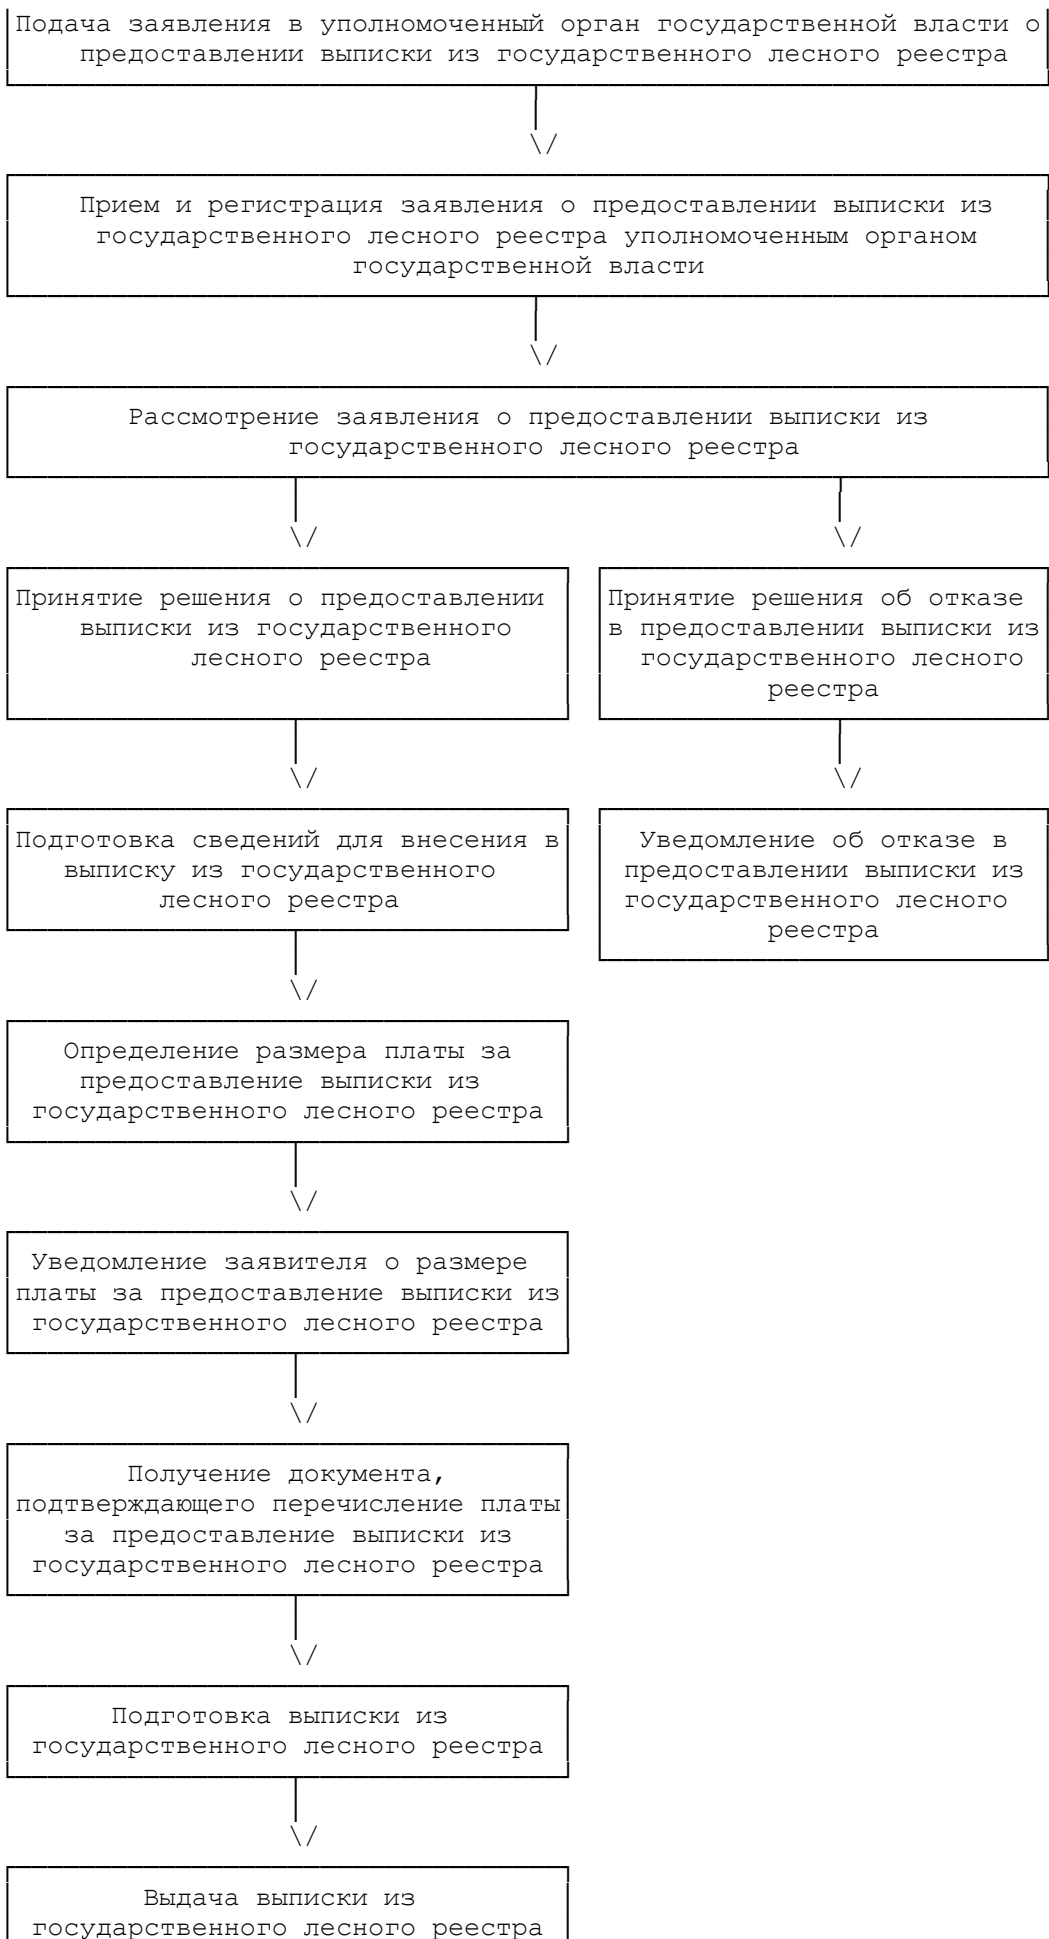 Подача заявления в уполномоченный орган государственной власти о
предоставлении выписки из государственного лесного реестра
\/
Прием и регистрация заявления о предоставлении выписки из
государственного лесного реестра уполномоченным органом
государственной власти
\/
Рассмотрение заявления о предоставлении выписки из
государственного лесного реестра
\/
\/
Принятие решения о предоставлении
выписки из государственного
лесного реестра
Принятие решения об отказе
в предоставлении выписки из
государственного лесного
реестра
\/
\/
Подготовка сведений для внесения в
выписку из государственного
лесного реестра
Уведомление об отказе в
предоставлении выписки из
государственного лесного
реестра
\/
Определение размера платы за
предоставление выписки из
государственного лесного реестра
\/
Уведомление заявителя о размере
платы за предоставление выписки из
государственного лесного реестра
\/
Получение документа,
подтверждающего перечисление платы
за предоставление выписки из
государственного лесного реестра
\/
Подготовка выписки из
государственного лесного реестра
\/
Выдача выписки из
государственного лесного реестра